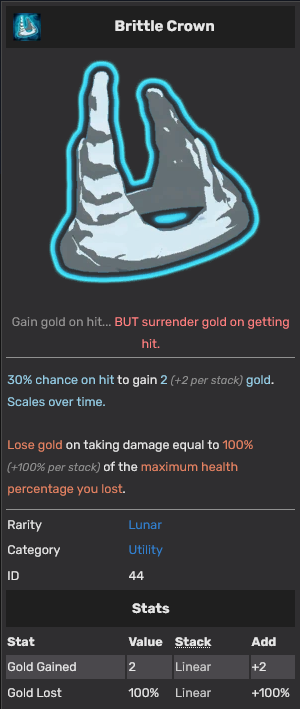 Brittle Crown
Gain gold on hit... BUT surrender gold on getting
hit.
30% chance on hit to gain 2 (+2 per stack) gold.
Scales over time.
Lose gold on taking damage equal to 100%
(+100% per stack) of the maximum health
percentage you lost.
Rarity Lunar
Category Utility
ID 44
Stats
Stat Value Stack Add
Gold Gained 2 Linear +2
Gold Lost 100% Linear +100%